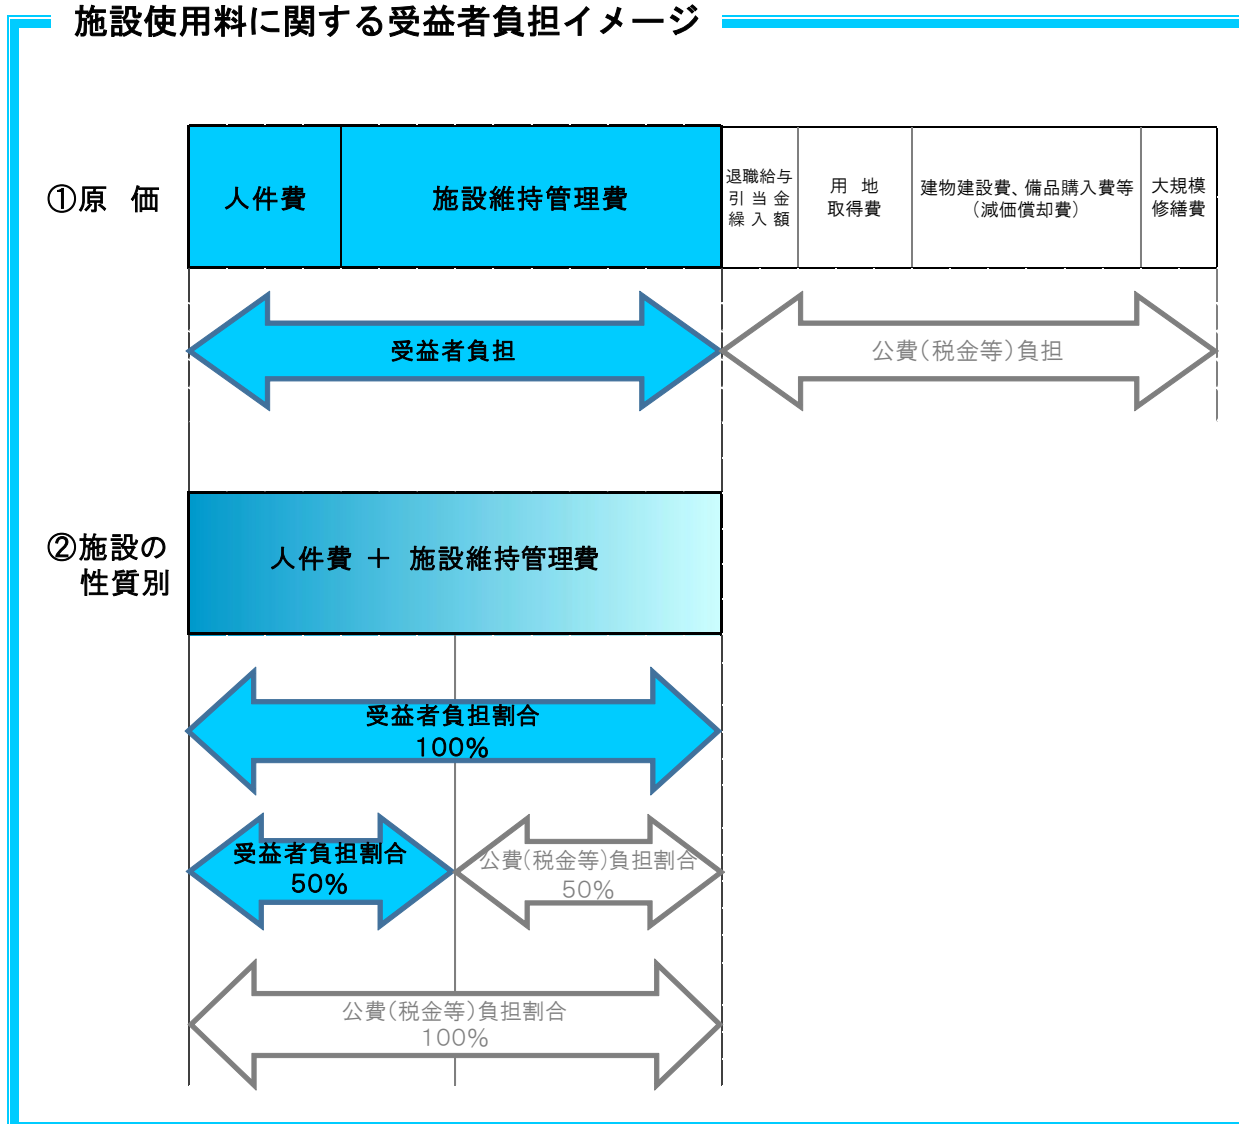 施設使用料に関する受益者負担イメージ
①原　価
人件費
施設維持管理費
退職給与
引当金
繰入額
用　地
取得費
建物建設費、備品購入費等
（減価償却費）
大規模
修繕費
受益者負担
公費（税金等）負担
②施設の
性質別
人件費　＋　施設維持管理費
受益者負担割合
100%
受益者負担割合
50%
公費（税金等）負担割合
50%
公費（税金等）負担割合
100%